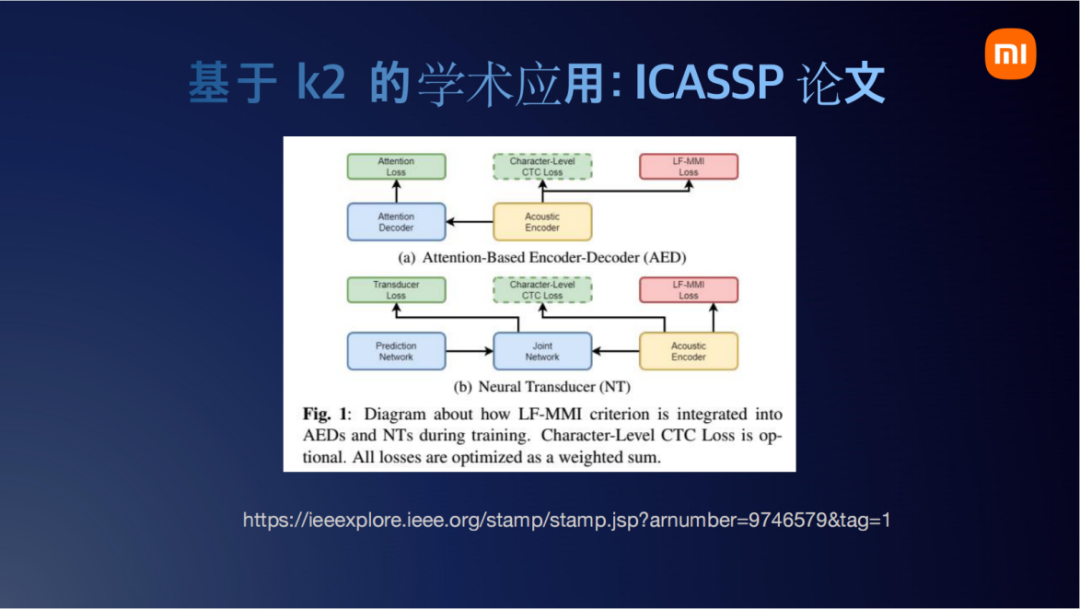 mi
基于 k2 的学术应用: ICASSP 论文
Attention
Loss
Character-Level
CTC Loss
LF-MMI
Loss
Attention
Decoder
Acoustic
Encoder
(a) Attention-Based Encoder-Decoder (AED)
Transducer
Loss
Character-Level
CTC Loss
LF-MMI
Loss
Prediction
Network
Joint
Network
Acoustic
Encoder
(b) Neural Transducer (NT)
Fig. 1: Diagram about how LF-MMI criterion is integrated into
AEDs and NTs during training. Character-Level CTC Loss is op-
tional. All losses are optimized as a weighted sum.
https://ieeexplore.ieee.org/stamp/stamp.jsp?arnumber=9746579&tag=1